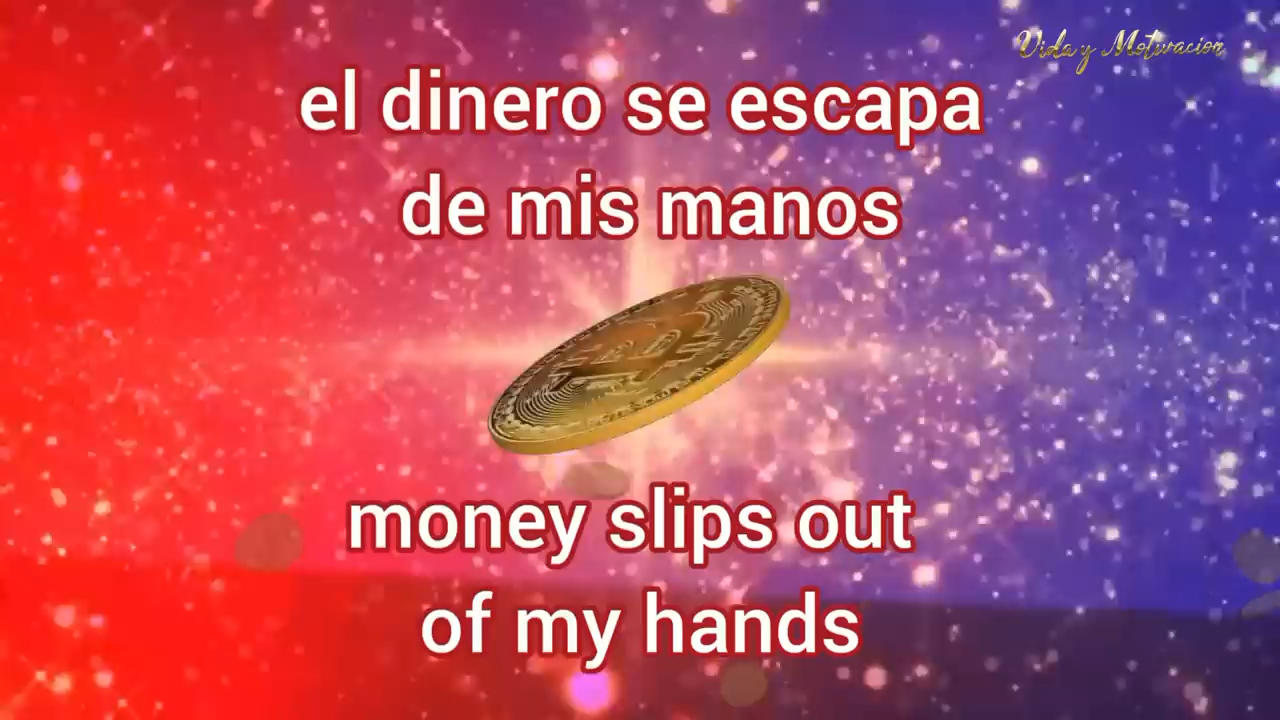 Vida y Motivacion
el dinero se escapa
de mis manos
money slips out
of my hands